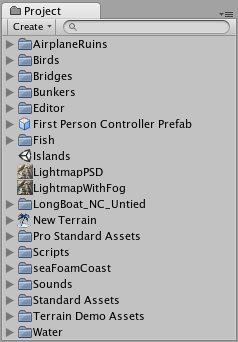 Project
Create
AirplaneRuins
Birds
Bridges
Bunkers
Editor
First Person Controller Prefab
Fish
Islands
LightmapPSD
LightmapWithFog
LongBoat_NC_Untied
New Terrain
Pro Standard Assets
Scripts
seaFoamCoast
Sounds
Standard Assets
Terrain Demo Assets
Water